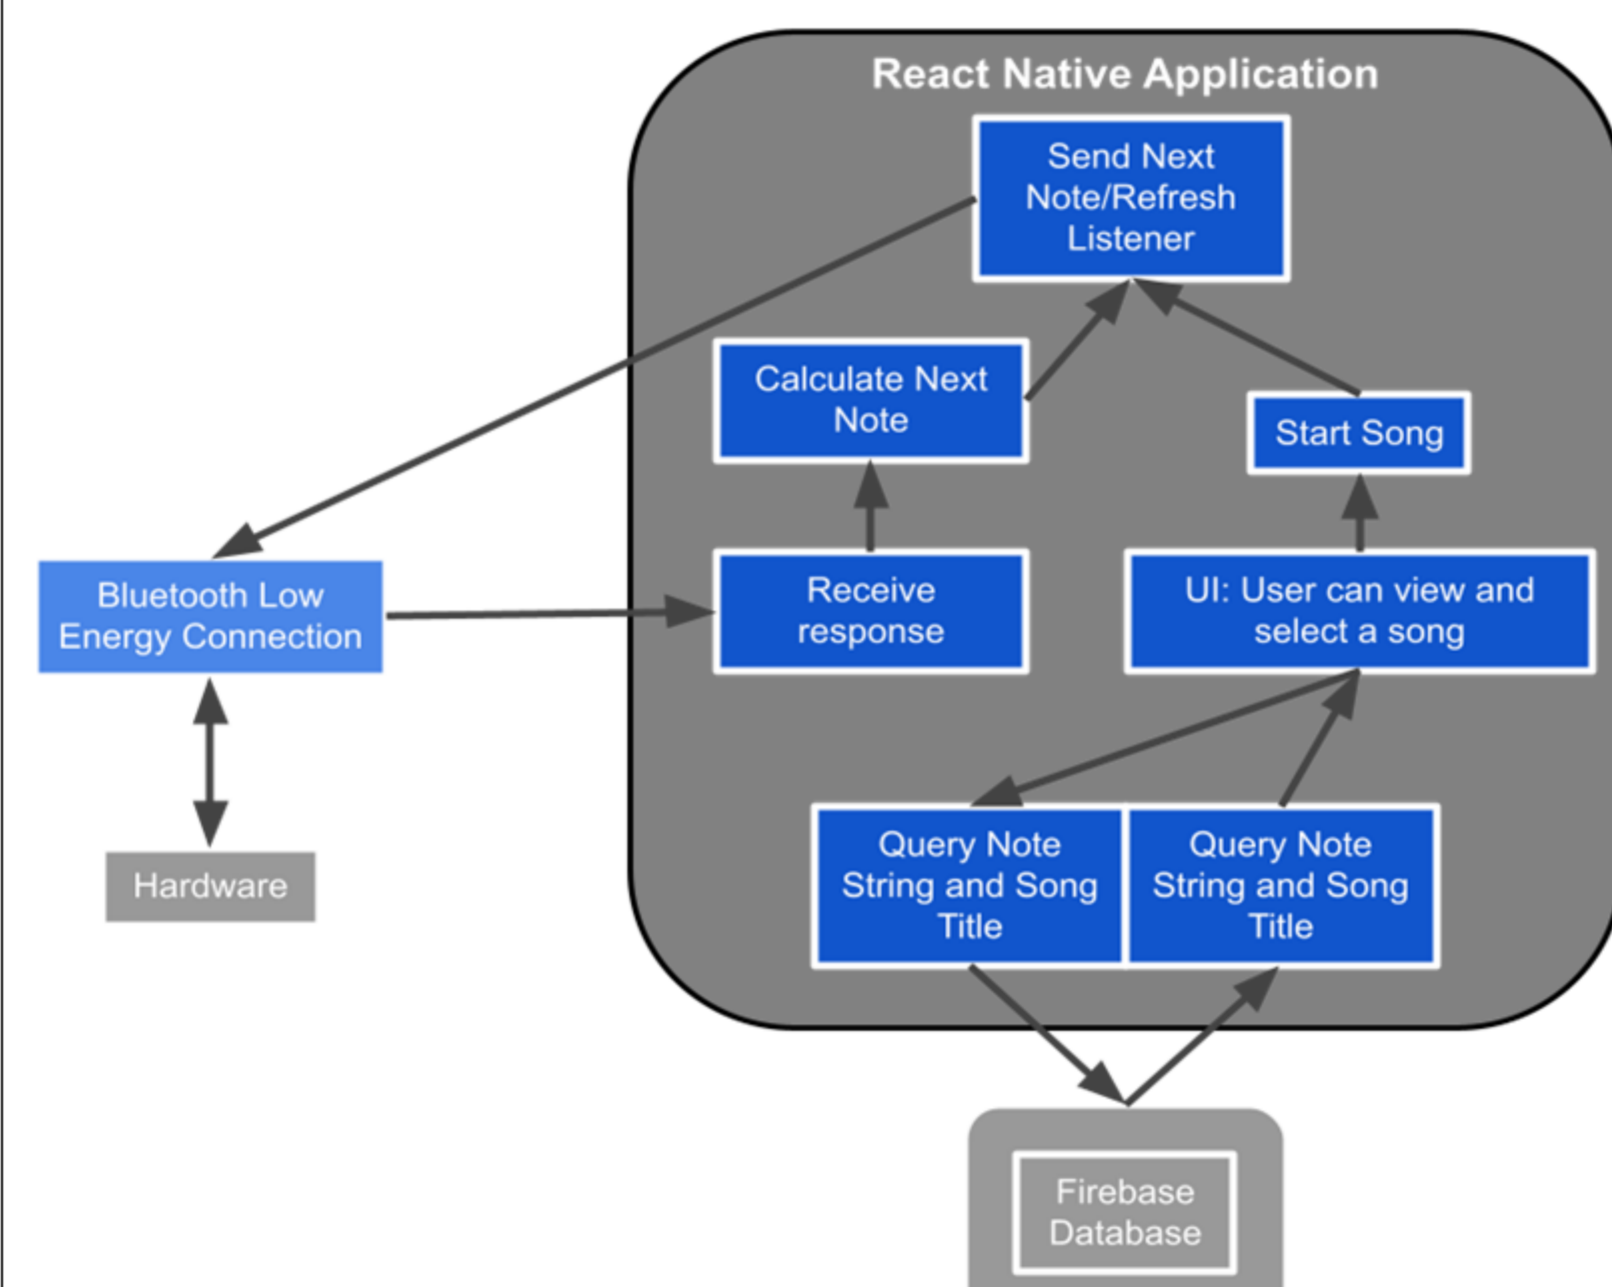 React Native Application
Send Next
Note/Refresh
Listener
Calculate Next
Note
Start Song
Bluetooth Low
Energy Connection
Receive
response
UI: User can view and
select a song
Hardware
Query Note
String and Song
Title
Query Note
String and Song
Title
Firebase
Database